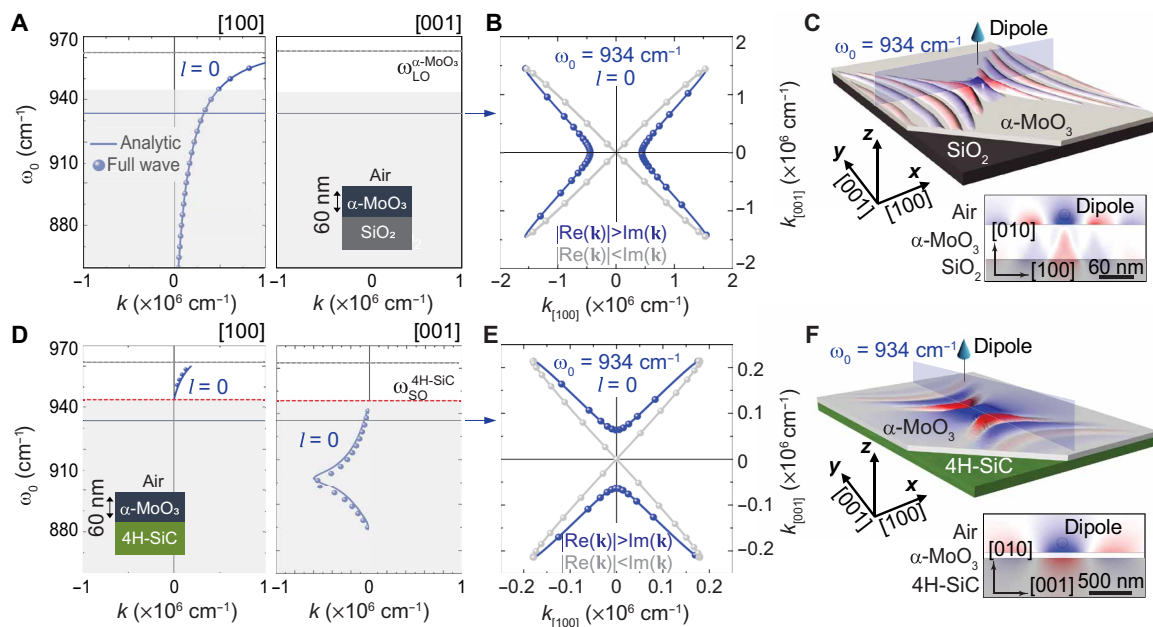 A
[100]
[001]
970
940
910
880
ω₀ (cm⁻¹)
l = 0
Analytic
Full wave
ω_LO^α-MoO₃
Air
α-MoO₃
SiO₂
60 nm
−1 0 1
−1 0 1
k (×10⁶ cm⁻¹)
k (×10⁶ cm⁻¹)
B
ω₀ = 934 cm⁻¹
l = 0
2
1
0
−1
−2
|Re(k)|>Im(k)
|Re(k)|<Im(k)
−2 −1 0 1 2
k[100] (×10⁶ cm⁻¹)
k[001] (×10⁶ cm⁻¹)
C
Dipole
ω₀ = 934 cm⁻¹
α-MoO₃
SiO₂
z
y
x
[001]
[100]
Air
Dipole
[010]
α-MoO₃
SiO₂
[100]
60 nm
D
[100]
[001]
970
940
910
880
ω₀ (cm⁻¹)
l = 0
ω_SO^4H-SiC
l = 0
Air
α-MoO₃
4H-SiC
60 nm
−1 0 1
−1 0 1
k (×10⁶ cm⁻¹)
k (×10⁶ cm⁻¹)
E
ω₀ = 934 cm⁻¹
l = 0
0.2
0.1
0
−0.1
−0.2
|Re(k)|>Im(k)
|Re(k)|<Im(k)
−0.2 −0.1 0 0.1 0.2
k[100] (×10⁶ cm⁻¹)
k[001] (×10⁶ cm⁻¹)
F
ω₀ = 934 cm⁻¹
Dipole
α-MoO₃
4H-SiC
z
y
x
[001]
[100]
Air
Dipole
α-MoO₃
[010]
4H-SiC
[001]
500 nm